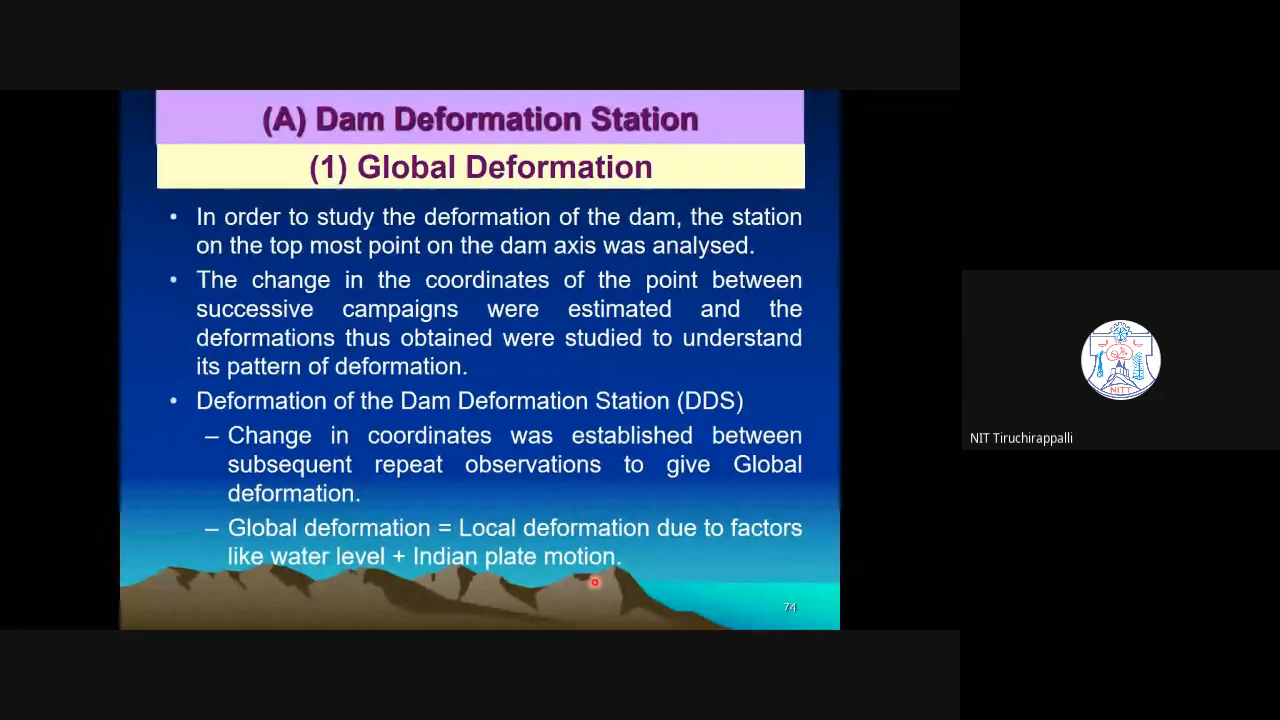 (A) Dam Deformation Station
(1) Global Deformation
• In order to study the deformation of the dam, the station
on the top most point on the dam axis was analysed.
• The change in the coordinates of the point between
successive campaigns were estimated and the
deformations thus obtained were studied to understand
its pattern of deformation.
• Deformation of the Dam Deformation Station (DDS)
– Change in coordinates was established between
subsequent repeat observations to give Global
deformation.
– Global deformation = Local deformation due to factors
like water level + Indian plate motion.
74
NITT
NIT Tiruchirappalli